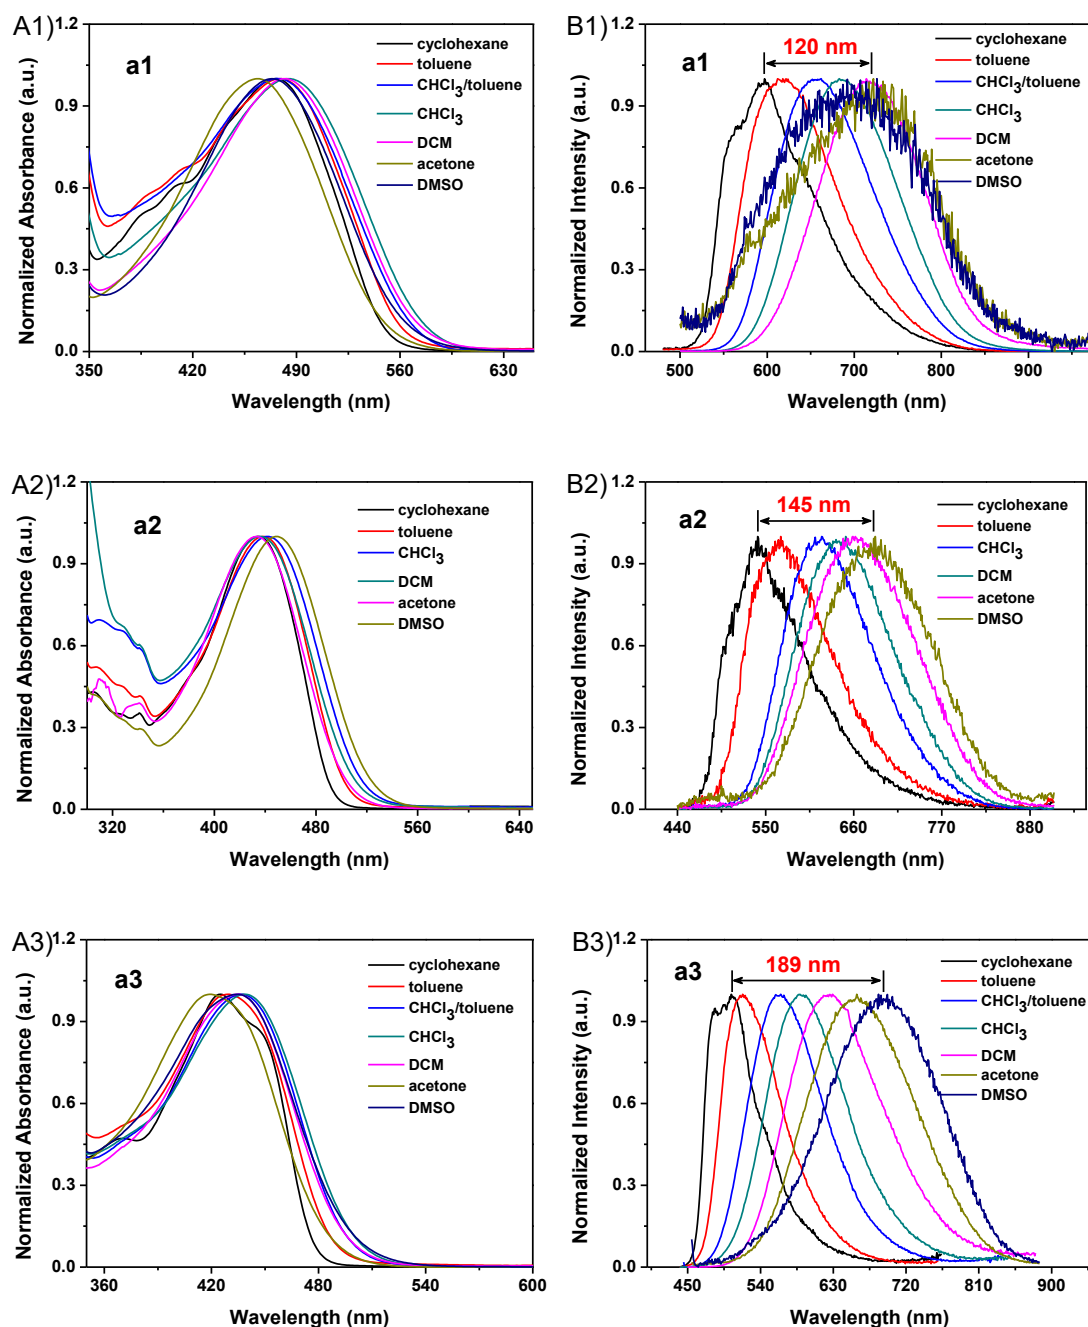 A1)
a1
cyclohexane
toluene
CHCl3/toluene
CHCl3
DCM
acetone
DMSO
Normalized Absorbance (a.u.)
1.2
0.9
0.6
0.3
0.0
350 420 490 560 630
Wavelength (nm)
B1)
a1
120 nm
cyclohexane
toluene
CHCl3/toluene
CHCl3
DCM
acetone
DMSO
Normalized Intensity (a.u.)
1.2
0.9
0.6
0.3
0.0
500 600 700 800 900
Wavelength (nm)
A2)
a2
cyclohexane
toluene
CHCl3
DCM
acetone
DMSO
Normalized Absorbance (a.u.)
1.2
0.9
0.6
0.3
0.0
320 400 480 560 640
Wavelength (nm)
B2)
a2
145 nm
cyclohexane
toluene
CHCl3
DCM
acetone
DMSO
Normalized Intensity (a.u.)
1.2
0.9
0.6
0.3
0.0
440 550 660 770 880
Wavelength (nm)
A3)
a3
cyclohexane
toluene
CHCl3/toluene
CHCl3
DCM
acetone
DMSO
Normalized Absorbance (a.u.)
1.2
0.9
0.6
0.3
0.0
360 420 480 540 600
Wavelength (nm)
B3)
a3
189 nm
cyclohexane
toluene
CHCl3/toluene
CHCl3
DCM
acetone
DMSO
Normalized Intensity (a.u.)
1.2
0.9
0.6
0.3
0.0
450 540 630 720 810 900
Wavelength (nm)